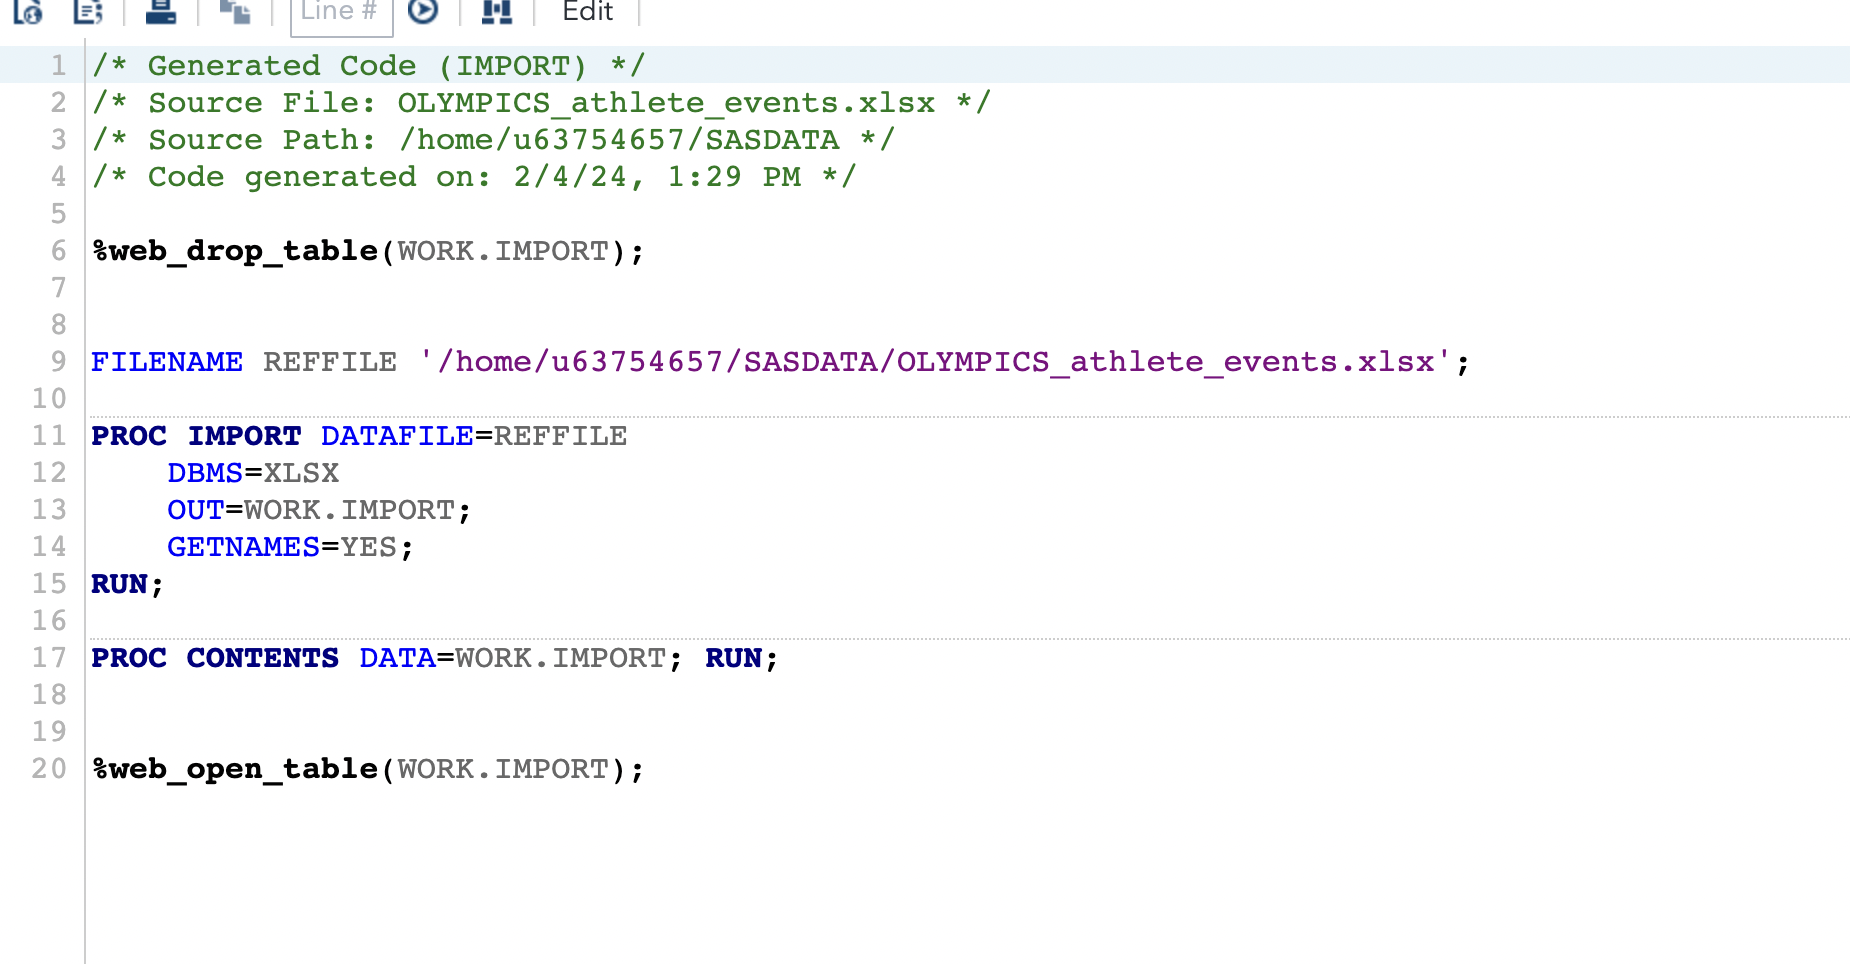 Line # Edit
1 /* Generated Code (IMPORT) */
2 /* Source File: OLYMPICS_athlete_events.xlsx */
3 /* Source Path: /home/u63754657/SASDATA */
4 /* Code generated on: 2/4/24, 1:29 PM */
5
6 %web_drop_table(WORK.IMPORT);
7
8
9 FILENAME REFFILE '/home/u63754657/SASDATA/OLYMPICS_athlete_events.xlsx';
10
11 PROC IMPORT DATAFILE=REFFILE
12 DBMS=XLSX
13 OUT=WORK.IMPORT;
14 GETNAMES=YES;
15 RUN;
16
17 PROC CONTENTS DATA=WORK.IMPORT; RUN;
18
19
20 %web_open_table(WORK.IMPORT);